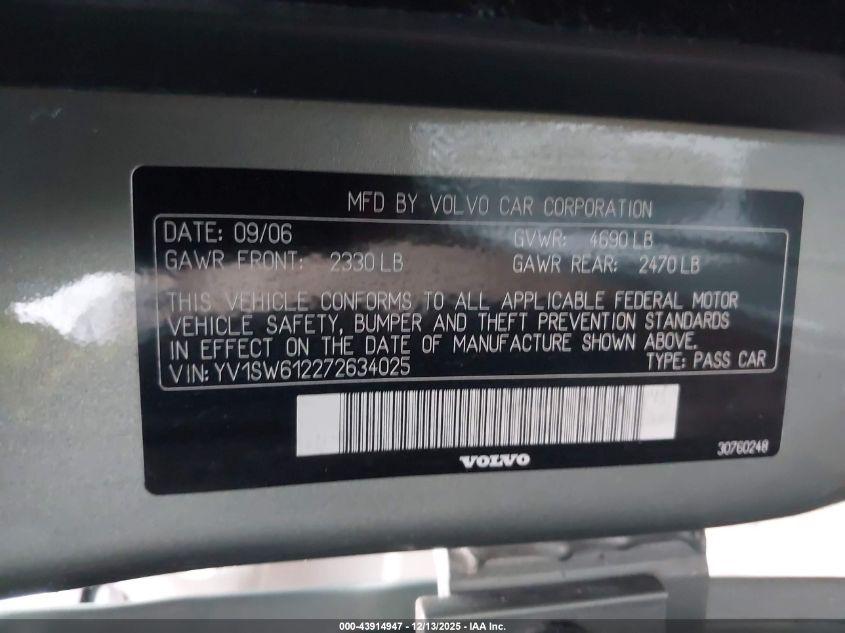 MFD BY VOLVO CAR CORPORATION
DATE: 09/06 GVWR: 4690 LB
GAWR FRONT: 2330 LB GAWR REAR: 2470 LB
THIS VEHICLE CONFORMS TO ALL APPLICABLE FEDERAL MOTOR
VEHICLE SAFETY, BUMPER AND THEFT PREVENTION STANDARDS
IN EFFECT ON THE DATE OF MANUFACTURE SHOWN ABOVE.
VIN: YV1SW612272634025 TYPE: PASS CAR
VOLVO
30760248
000-43914947 - 12/13/2025 - IAA Inc.